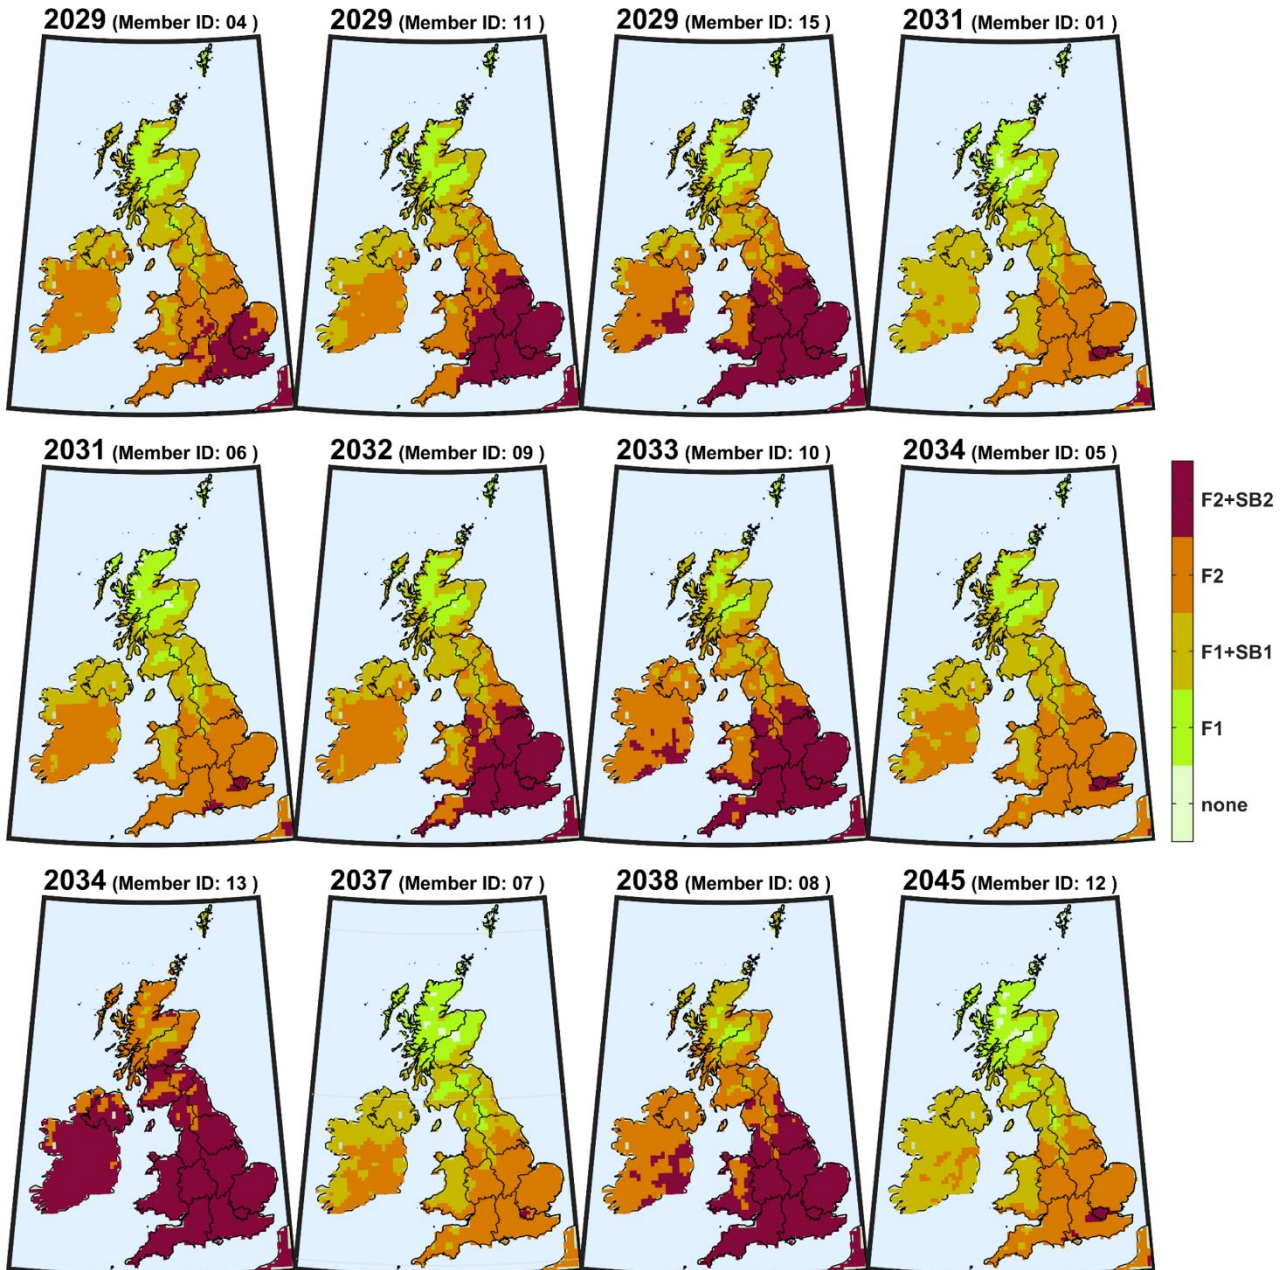 2029 (Member ID: 04 )
2029 (Member ID: 11 )
2029 (Member ID: 15 )
2031 (Member ID: 01 )
2031 (Member ID: 06 )
2032 (Member ID: 09 )
2033 (Member ID: 10 )
2034 (Member ID: 05 )
F2+SB2
F2
F1+SB1
F1
none
2034 (Member ID: 13 )
2037 (Member ID: 07 )
2038 (Member ID: 08 )
2045 (Member ID: 12 )